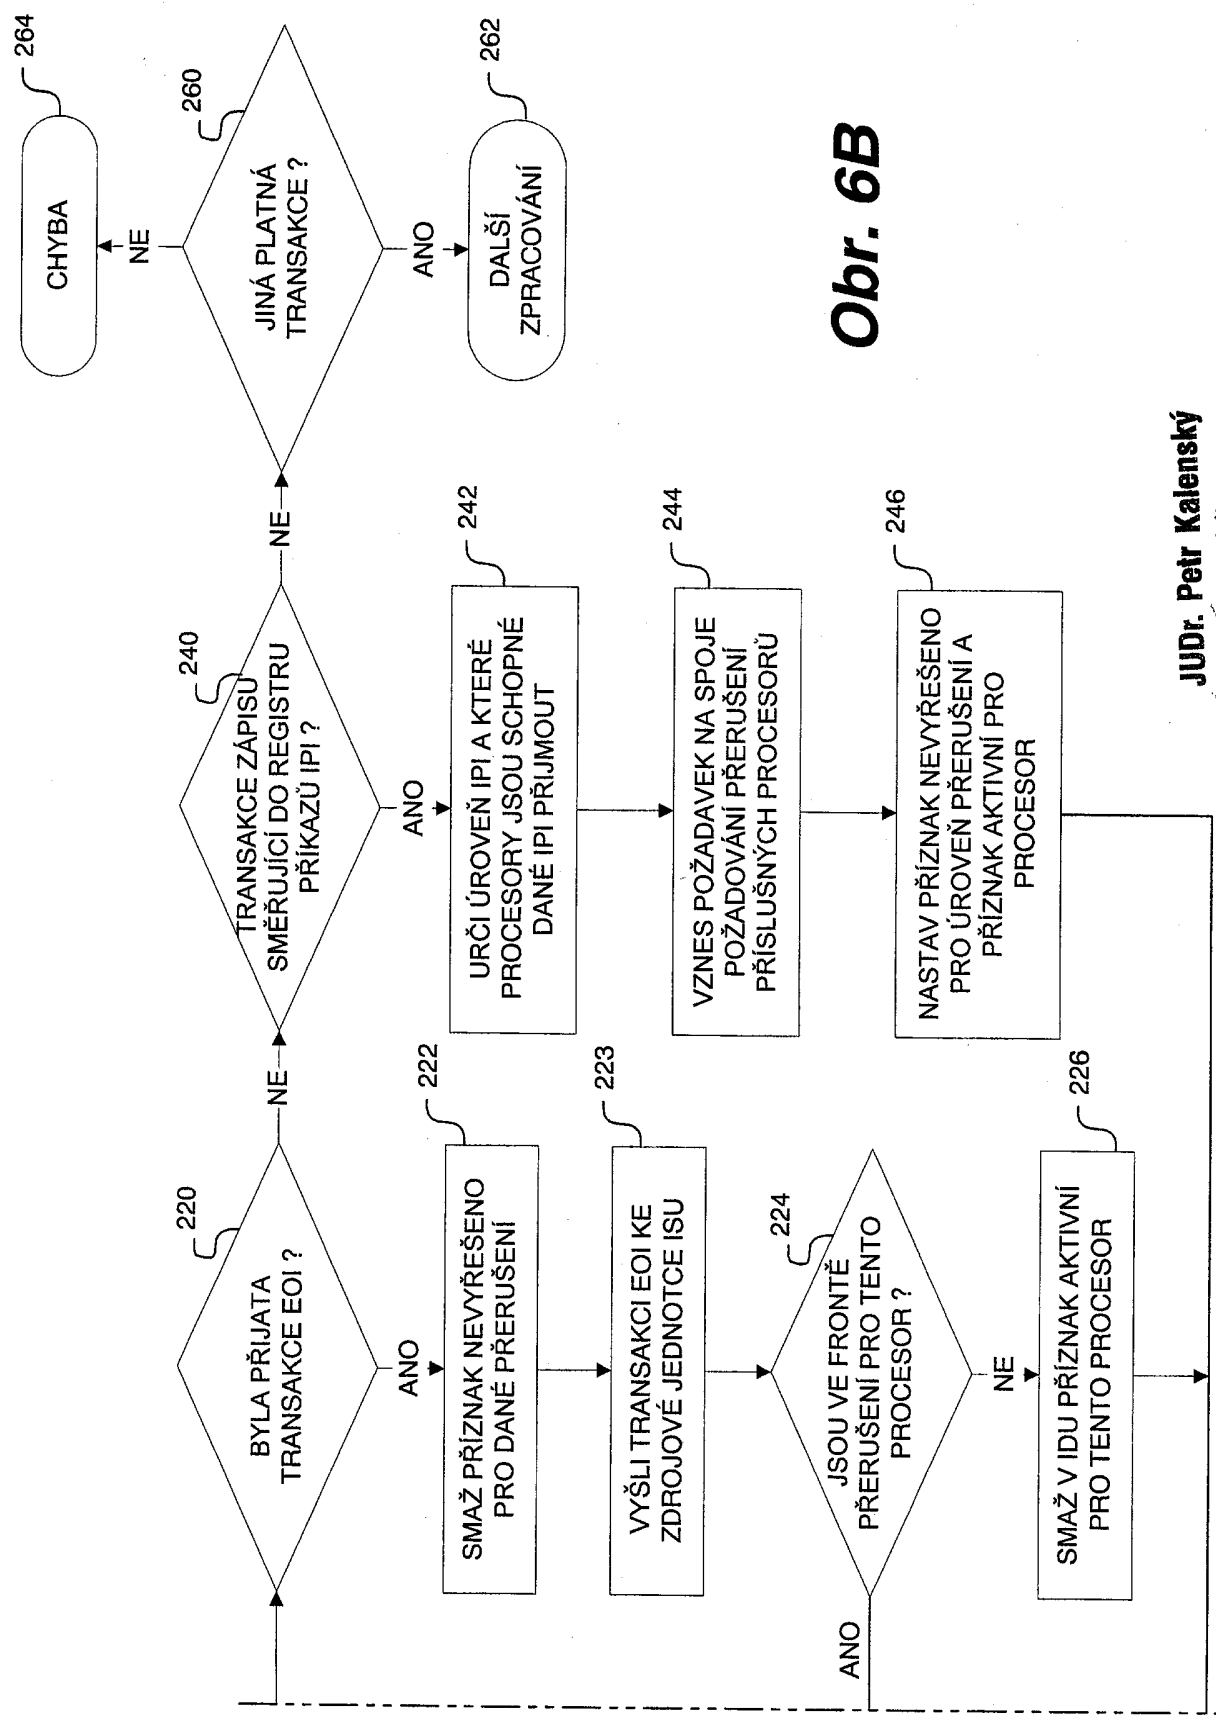 220
BYLA PŘIJATA
TRANSAKCE EOI ?
NE
ANO
222
SMAŽ PŘÍZNAK NEVYŘEŠENO
PRO DANÉ PŘERUŠENÍ
223
VYŠLI TRANSAKCI EOI KE
ZDROJOVÉ JEDNOTCE ISU
224
JSOU VE FRONTĚ
PŘERUŠENÍ PRO TENTO
PROCESOR ?
ANO
NE
226
SMAŽ V IDU PŘÍZNAK AKTIVNÍ
PRO TENTO PROCESOR
240
TRANSAKCE ZÁPISU
SMĚŘUJÍCÍ DO REGISTRU
PŘÍKAZŮ IPI ?
NE
ANO
242
URČI ÚROVEŇ IPI A KTERÉ
PROCESORY JSOU SCHOPNÉ
DANÉ IPI PŘIJMOUT
244
VZNES POŽADAVEK NA SPOJE
POŽADOVÁNÍ PŘERUŠENÍ
PŘÍSLUŠNÝCH PROCESORŮ
246
NASTAV PŘÍZNAK NEVYŘEŠENO
PRO ÚROVEŇ PŘERUŠENÍ A
PŘÍZNAK AKTIVNÍ PRO
PROCESOR
260
JINÁ PLATNÁ
TRANSAKCE ?
NE
ANO
264
CHYBA
262
DALŠÍ
ZPRACOVÁNÍ
Obr. 6B
JUDr. Petr Kalenský